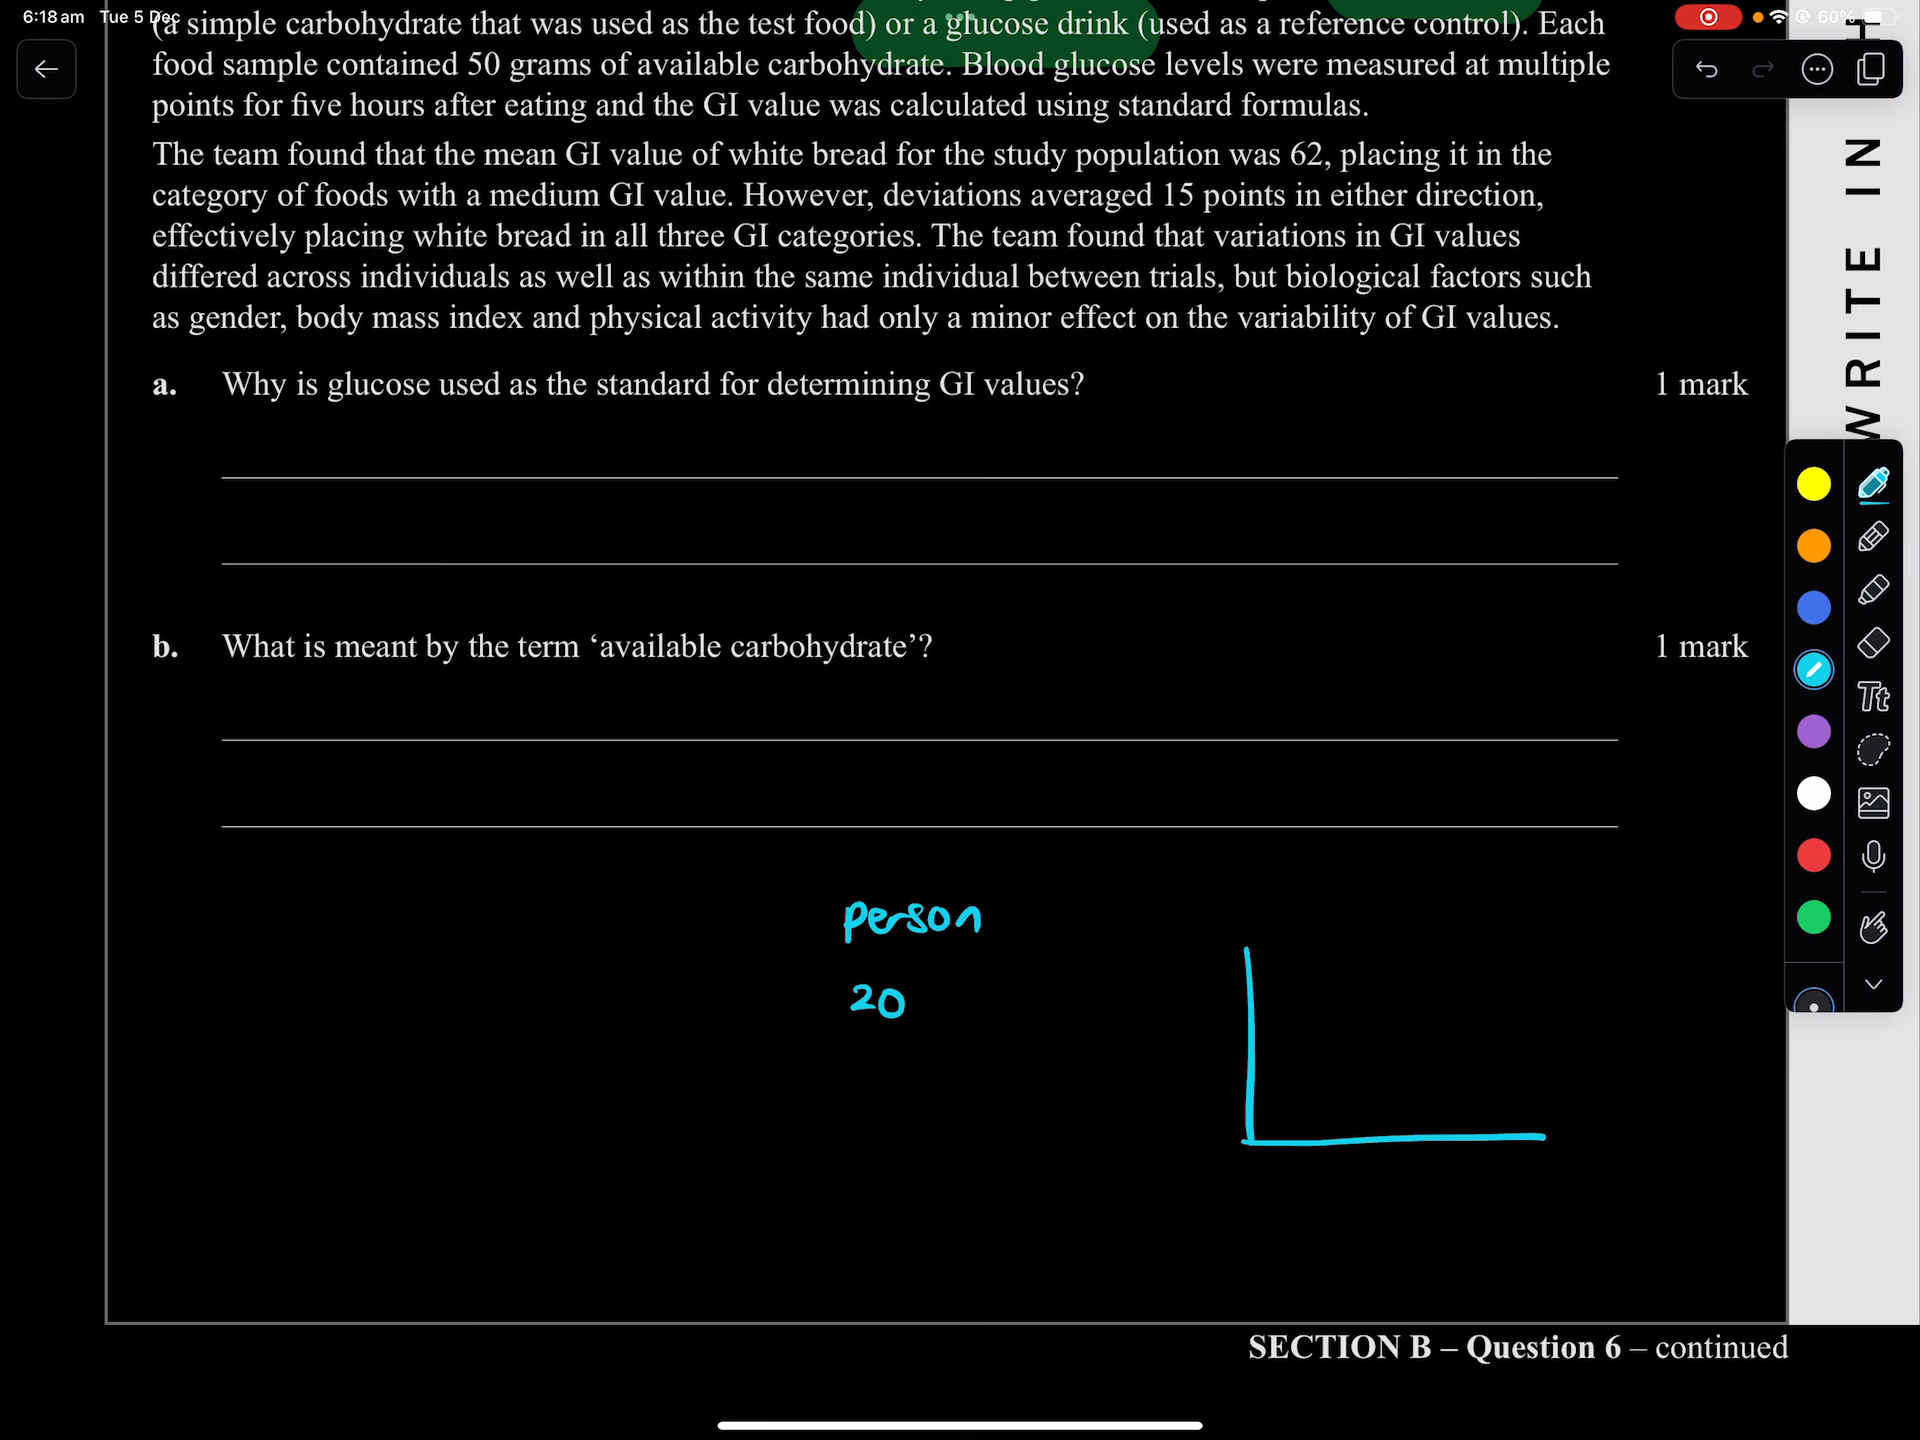 6:18 am Tue 5 Dec
60%
(a simple carbohydrate that was used as the test food) or a glucose drink (used as a reference control). Each
food sample contained 50 grams of available carbohydrate. Blood glucose levels were measured at multiple
points for five hours after eating and the GI value was calculated using standard formulas.
The team found that the mean GI value of white bread for the study population was 62, placing it in the
category of foods with a medium GI value. However, deviations averaged 15 points in either direction,
effectively placing white bread in all three GI categories. The team found that variations in GI values
differed across individuals as well as within the same individual between trials, but biological factors such
as gender, body mass index and physical activity had only a minor effect on the variability of GI values.
a. Why is glucose used as the standard for determining GI values? 1 mark
b. What is meant by the term ‘available carbohydrate’? 1 mark
person
20
SECTION B – Question 6 – continued
WRITE IN
Tt